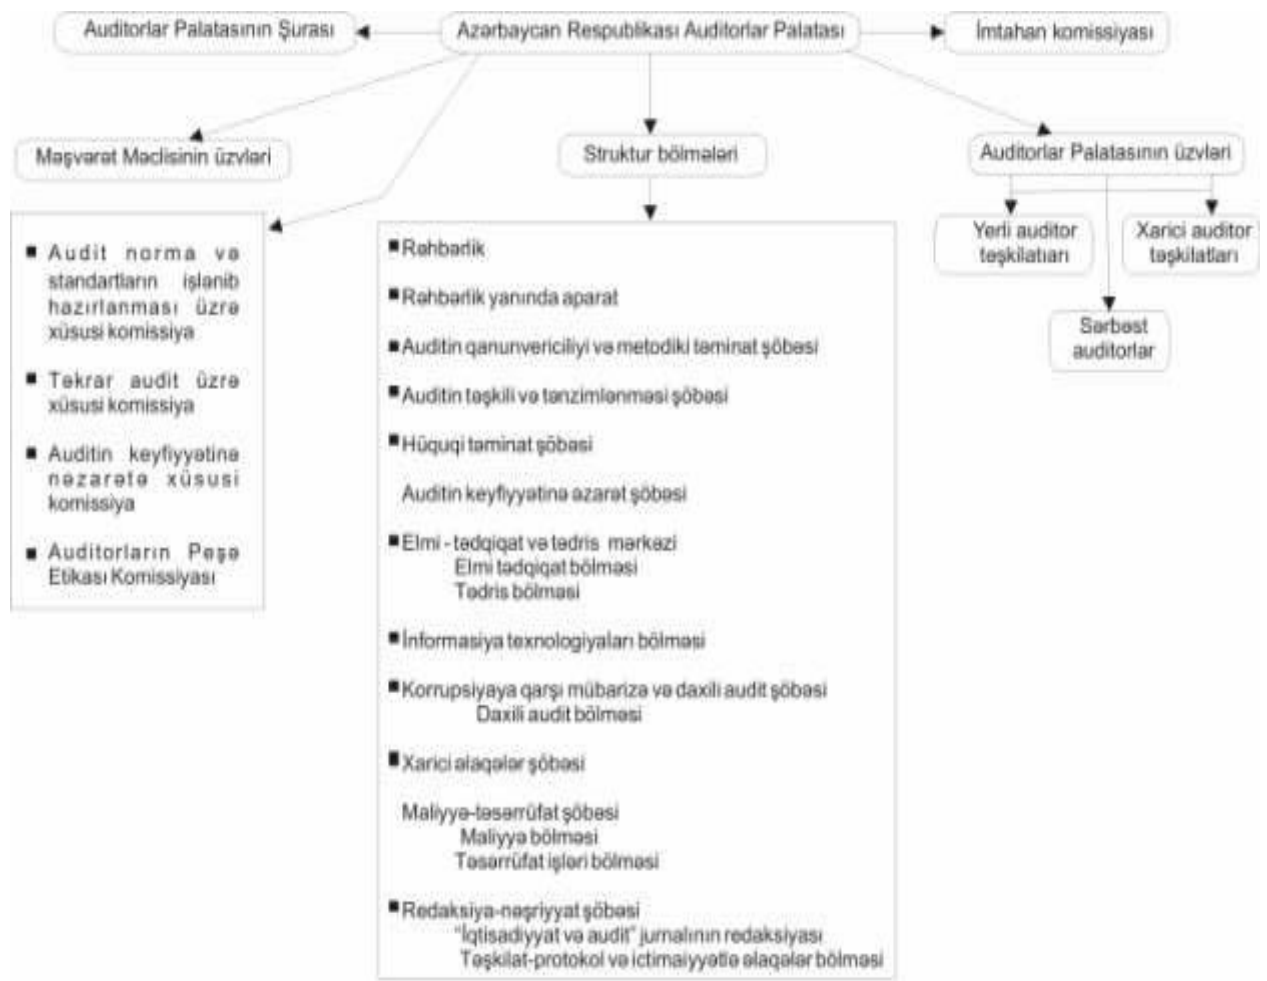 Auditorlar Palatasının Şurası
Azərbaycan Respublikası Auditorlar Palatası
İmtahan komissiyası
Məşvərət Məclisinin üzvləri
Struktur bölmələri
Auditorlar Palatasının üzvləri
Yerli auditor
təşkilatıarı
Xarici auditor
təşkilatları
Sərbəst
auditorlar
■ Audit norma və
standartların işlənib
hazırlanması üzrə
xüsusi komissiya
■ Təkrar audit üzrə
xüsusi komissiya
■ Auditin keyfiyyətinə
nəzarətə xüsusi
komissiya
■ Auditorların Peşə
Etikası Komissiyası
■ Rəhbərlik
■ Rəhbərlik yanında aparat
■ Auditin qanunvericiliyi və metodiki təminat şöbəsi
■ Auditin təşkili və tənzimlənməsi şöbəsi
■ Hüquqi təminat şöbəsi
Auditin keyfiyyətinə əzarət şöbəsi
■ Elmi - tədqiqat və tədris mərkəzi
Elmi tədqiqat bölməsi
Tədris bölməsi
■ İnformasiya texnologiyaları bölməsi
■ Korrupsiyaya qarşı mübarizə və daxili audit şöbəsi
Daxili audit bölməsi
■ Xarici əlaqələr şöbəsi
Maliyyə-təsərrüfat şöbəsi
Maliyyə bölməsi
Təsərrüfat işləri bölməsi
■ Redaksiya-nəşriyyat şöbəsi
"İqtisadiyyat və audit" jurnalının redaksiyası
Təşkilat-protokol və ictimaiyyətlə əlaqələr bölməsi